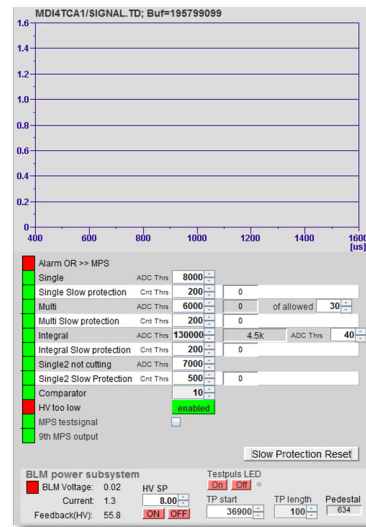 MDI4TCA1/SIGNAL.TD; Buf=195799099
1.6
1.4
1.2
1.0
0.8
0.6
0.4
0.2
0
400 600 800 1000 1200 1400 1600
[us]
Alarm OR >> MPS
Single ADC Thrs 8000
Single Slow protection Cnt Thrs 200 0
Multi ADC Thrs 6000 0 of allowed 30
Multi Slow protection Cnt Thrs 200 0
Integral ADC Thrs 130000 4.5k ADC Thrs 40
Integral Slow protection Cnt Thrs 200 0
Single2 not cutting ADC Thrs 7000
Single2 Slow Protection Cnt Thrs 500 0
Comparator 10
HV too low enabled
MPS testsignal
9th MPS output
Slow Protection Reset
BLM power subsystem Testpuls LED
BLM Voltage: 0.02 HV SP On Off
Current: 1.3 8.00 TP start TP length Pedestal
Feedback(HV): 55.8 ON OFF 36900 100 634